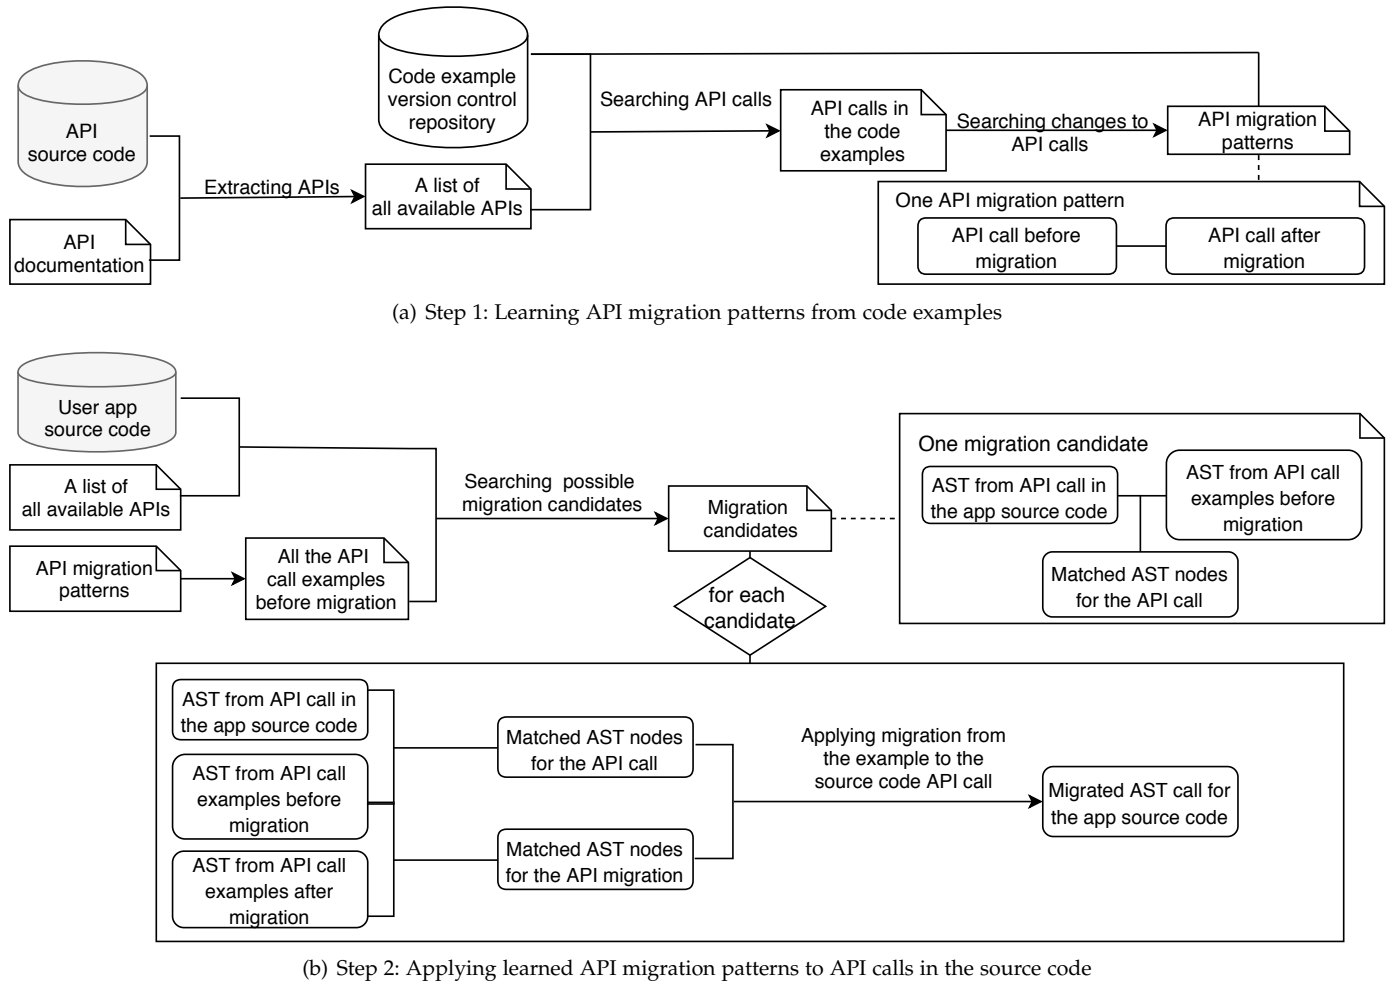 API
source code
API
documentation
Extracting APIs
Code example
version control
repository
A list of
all available APIs
Searching API calls
API calls in
the code
examples
Searching changes to
API calls
API migration
patterns
One API migration pattern
API call before
migration
API call after
migration
(a) Step 1: Learning API migration patterns from code examples
User app
source code
A list of
all available APIs
API migration
patterns
All the API
call examples
before migration
Searching possible
migration candidates
Migration
candidates
for each
candidate
One migration candidate
AST from API call in
the app source code
AST from API call
examples before
migration
Matched AST nodes
for the API call
AST from API call in
the app source code
AST from API call
examples before
migration
AST from API call
examples after
migration
Matched AST nodes
for the API call
Matched AST nodes
for the API migration
Applying migration from
the example to the
source code API call
Migrated AST call for
the app source code
(b) Step 2: Applying learned API migration patterns to API calls in the source code